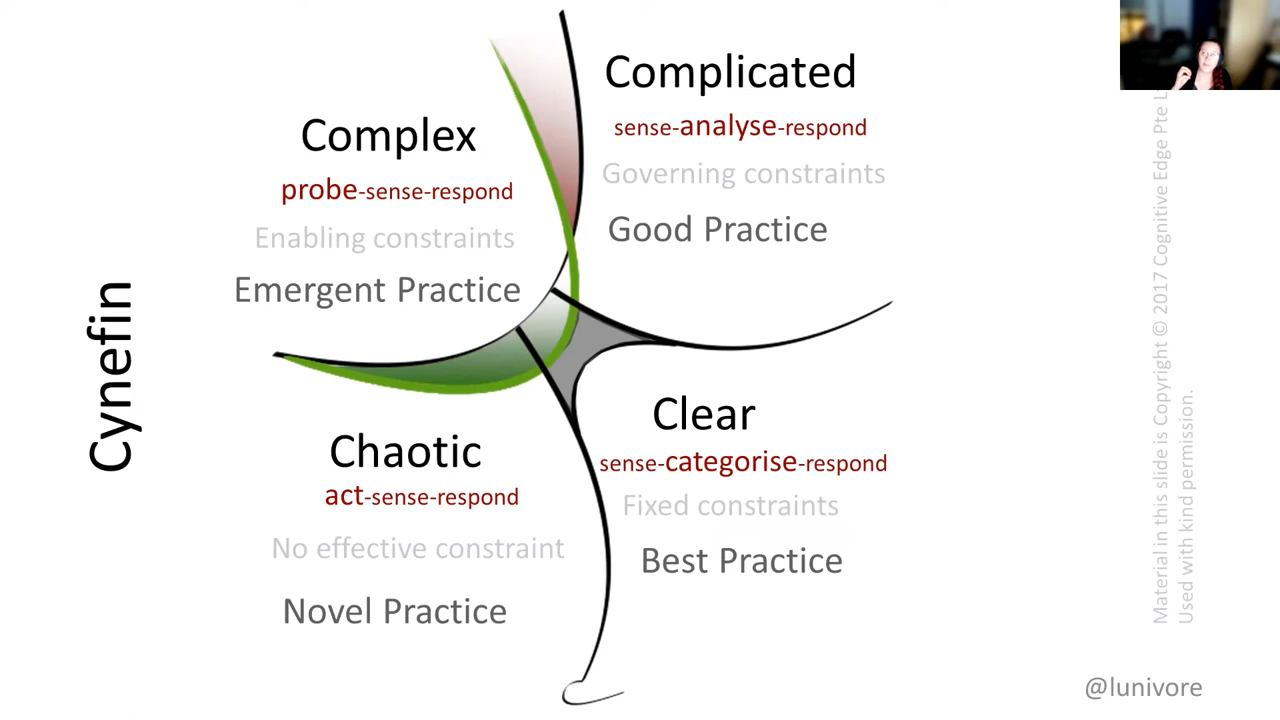 Cynefin
Complex
probe-sense-respond
Enabling constraints
Emergent Practice
Complicated
sense-analyse-respond
Governing constraints
Good Practice
Chaotic
act-sense-respond
No effective constraint
Novel Practice
Clear
sense-categorise-respond
Fixed constraints
Best Practice
Material in this slide is Copyright © 2017 Cognitive Edge Pte
Used with kind permission.
@lunivore